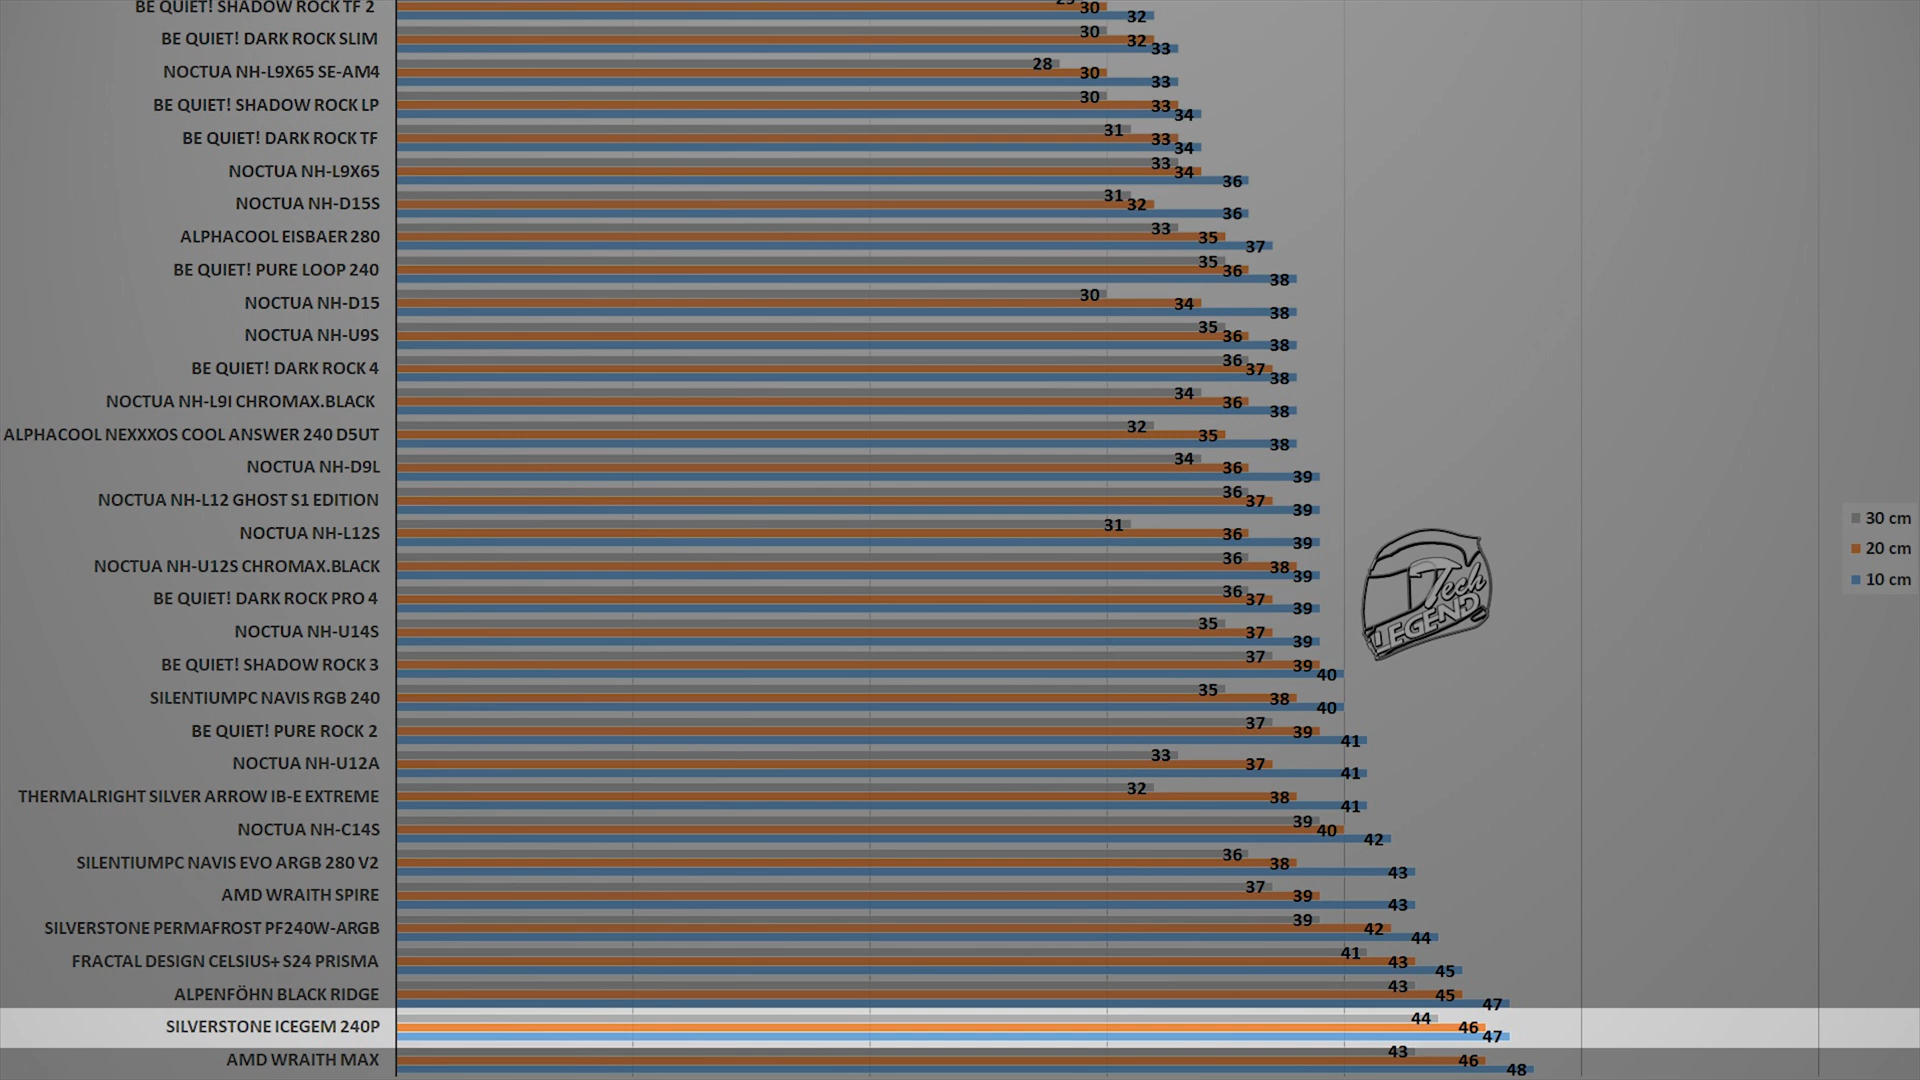 BE QUIET! SHADOW ROCK TF 2 30 32
BE QUIET! DARK ROCK SLIM 30 32 33
NOCTUA NH-L9X65 SE-AM4 28 30 33
BE QUIET! SHADOW ROCK LP 30 33 34
BE QUIET! DARK ROCK TF 31 33 34
NOCTUA NH-L9X65 33 34 36
NOCTUA NH-D15S 31 32 36
ALPHACOOL EISBAER 280 33 35 37
BE QUIET! PURE LOOP 240 35 36 38
NOCTUA NH-D15 30 34 38
NOCTUA NH-U9S 35 36 38
BE QUIET! DARK ROCK 4 36 37 38
NOCTUA NH-L9I CHROMAX.BLACK 34 36 38
ALPHACOOL NEXXXOS COOL ANSWER 240 D5UT 32 35 38
NOCTUA NH-D9L 34 36 39
NOCTUA NH-L12 GHOST S1 EDITION 36 37 39
NOCTUA NH-L12S 31 36 39
NOCTUA NH-U12S CHROMAX.BLACK 36 38 39
BE QUIET! DARK ROCK PRO 4 36 37 39
NOCTUA NH-U14S 35 37 39
BE QUIET! SHADOW ROCK 3 37 39 40
SILENTIUMPC NAVIS RGB 240 35 38 40
BE QUIET! PURE ROCK 2 37 39 41
NOCTUA NH-U12A 33 37 41
THERMALRIGHT SILVER ARROW IB-E EXTREME 32 38 41
NOCTUA NH-C14S 39 40 42
SILENTIUMPC NAVIS EVO ARGB 280 V2 36 38 43
AMD WRAITH SPIRE 37 39 43
SILVERSTONE PERMAFROST PF240W-ARGB 39 42 44
FRACTAL DESIGN CELSIUS+ S24 PRISMA 41 43 45
ALPENFÖHN BLACK RIDGE 43 45 47
SILVERSTONE ICEGEM 240P 44 46 47
AMD WRAITH MAX 43 46 48
Tech
LEGEND
30 cm
20 cm
10 cm